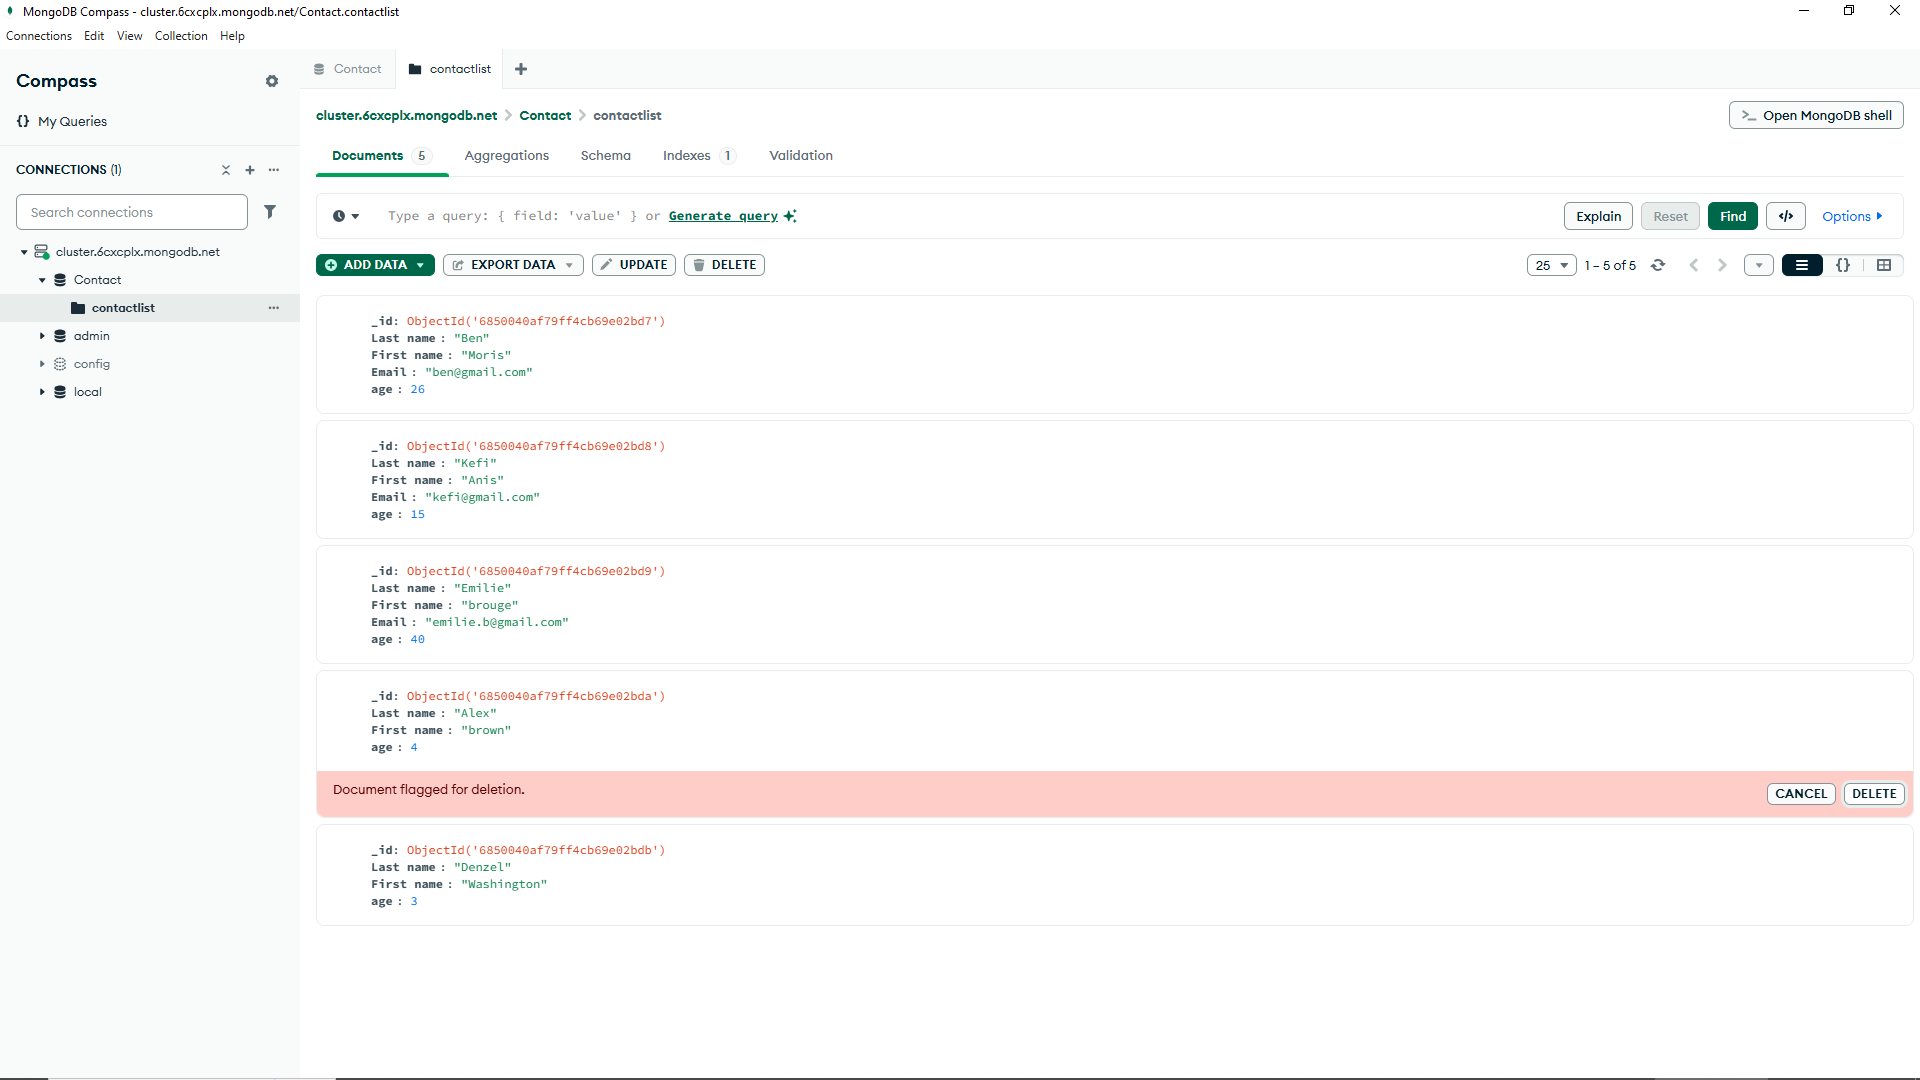 MongoDB Compass - cluster.6cxcplx.mongodb.net/Contact.contactlist
Connections Edit View Collection Help
Compass
{} My Queries
CONNECTIONS (1)
Search connections
cluster.6cxcplx.mongodb.net
Contact
contactlist
admin
config
local
Contact contactlist
cluster.6cxcplx.mongodb.net > Contact > contactlist
>_ Open MongoDB shell
Documents 5 Aggregations Schema Indexes 1 Validation
Type a query: { field: 'value' } or Generate query
Explain Reset Find </> Options
ADD DATA EXPORT DATA UPDATE DELETE
25 1 – 5 of 5 {}
_id: ObjectId('6850040af79ff4cb69e02bd7')
Last name : "Ben"
First name : "Moris"
Email : "ben@gmail.com"
age : 26
_id: ObjectId('6850040af79ff4cb69e02bd8')
Last name : "Kefi"
First name : "Anis"
Email : "kefi@gmail.com"
age : 15
_id: ObjectId('6850040af79ff4cb69e02bd9')
Last name : "Emilie"
First name : "brouge"
Email : "emilie.b@gmail.com"
age : 40
_id: ObjectId('6850040af79ff4cb69e02bda')
Last name : "Alex"
First name : "brown"
age : 4
Document flagged for deletion.
CANCEL DELETE
_id: ObjectId('6850040af79ff4cb69e02bdb')
Last name : "Denzel"
First name : "Washington"
age : 3